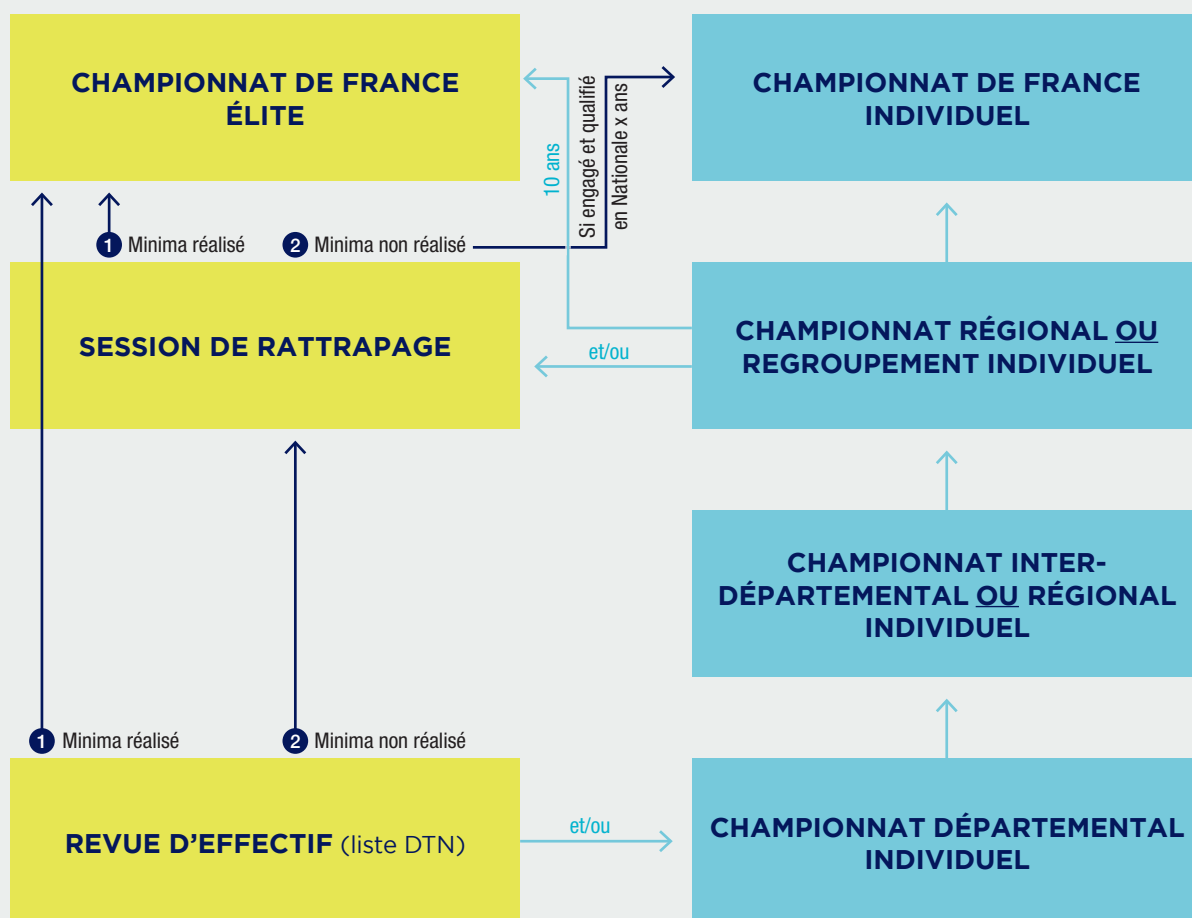 CHAMPIONNAT DE FRANCE
ÉLITE
10 ans
Si engagé et qualifié
en Nationale x ans
CHAMPIONNAT DE FRANCE
INDIVIDUEL
1 Minima réalisé
2 Minima non réalisé
SESSION DE RATTRAPAGE
et/ou
CHAMPIONNAT RÉGIONAL OU
REGROUPEMENT INDIVIDUEL
CHAMPIONNAT INTER-
DÉPARTEMENTAL OU RÉGIONAL
INDIVIDUEL
1 Minima réalisé
2 Minima non réalisé
REVUE D'EFFECTIF (liste DTN)
et/ou
CHAMPIONNAT DÉPARTEMENTAL
INDIVIDUEL